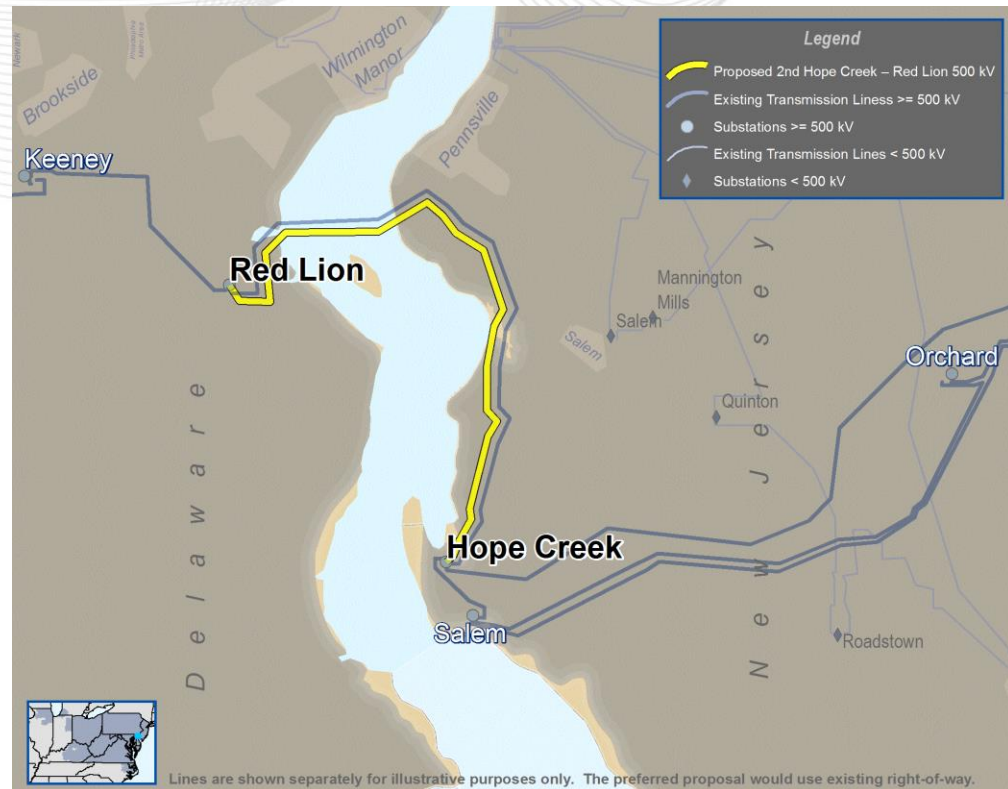 Legend
Proposed 2nd Hope Creek – Red Lion 500 kV
Existing Transmission Liness >= 500 kV
Substations >= 500 kV
Existing Transmission Lines < 500 kV
Substations < 500 kV
Newark
Brookside
Wilmington
Manor
Pennsville
Keeney
Red Lion
Mannington
Mills
Salem
Salem
Orchard
Quinton
Delaware
New Jersey
Hope Creek
Salem
Roadstown
Lines are shown separately for illustrative purposes only. The preferred proposal would use existing right-of-way.